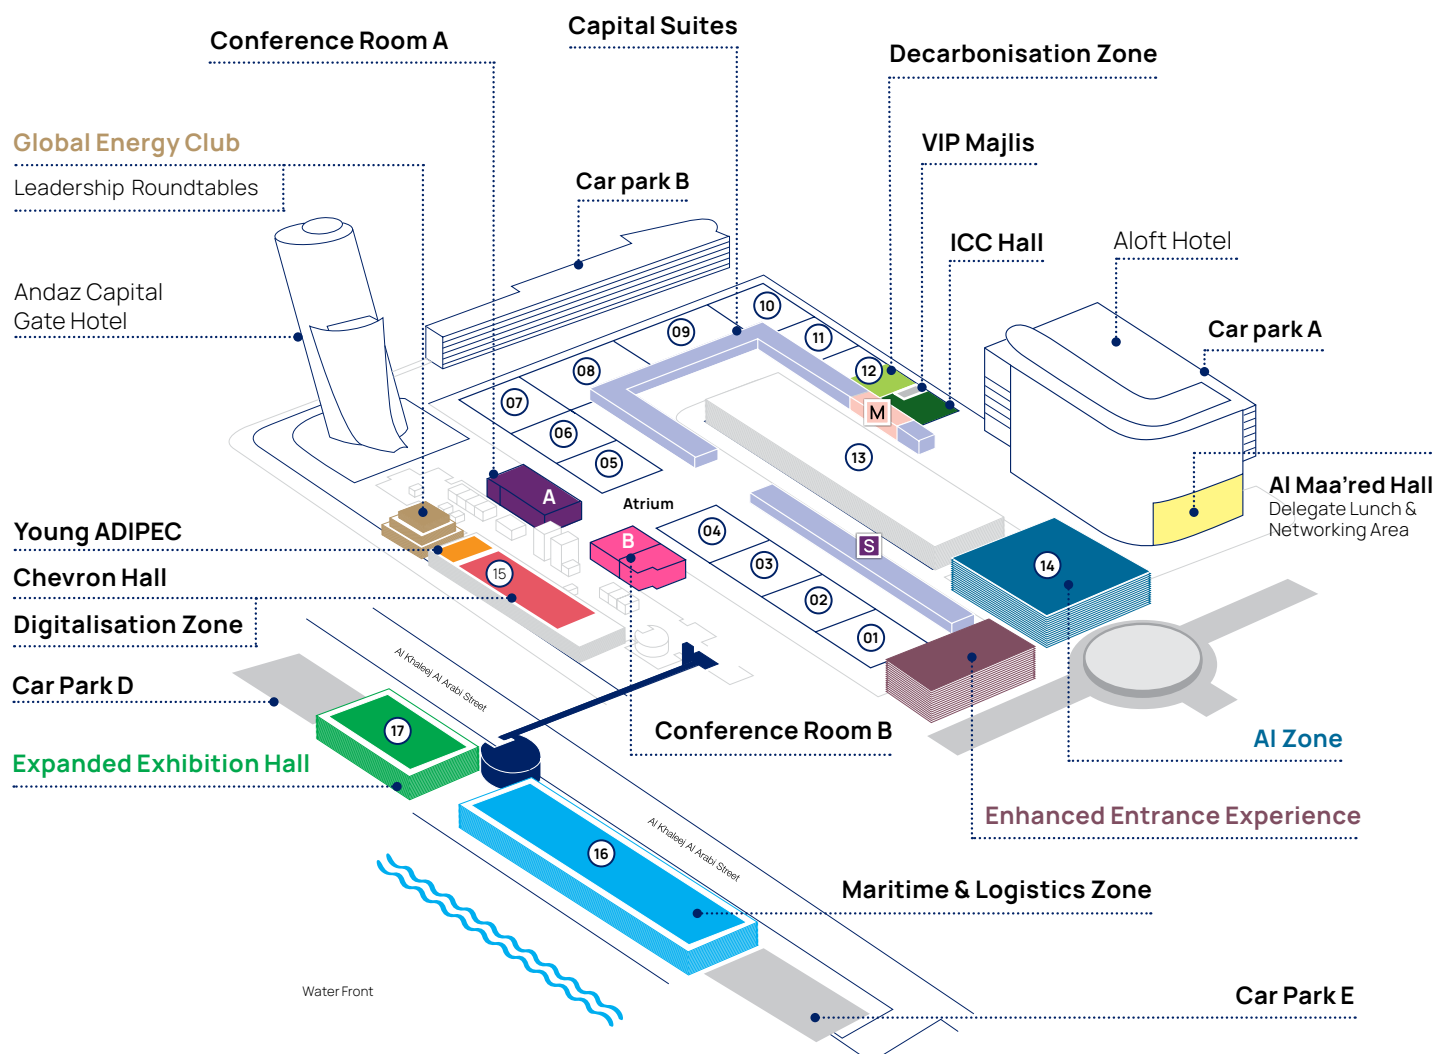 Capital Suites
Conference Room A
Decarbonisation Zone
Global Energy Club
VIP Majlis
Leadership Roundtables
Car park B
ICC Hall
Aloft Hotel
Andaz Capital
Gate Hotel
Car park A
10
09
11
12
08
07
M
06
13
05
Al Maa’red Hall
Delegate Lunch &
Networking Area
A
Atrium
Young ADIPEC
04
B
S
03
14
Chevron Hall
15
02
Digitalisation Zone
01
Al Khaleej Al Arabi Street
Car Park D
17
Conference Room B
AI Zone
Expanded Exhibition Hall
Enhanced Entrance Experience
16
Al Khaleej Al Arabi Street
Maritime & Logistics Zone
Water Front
Car Park E